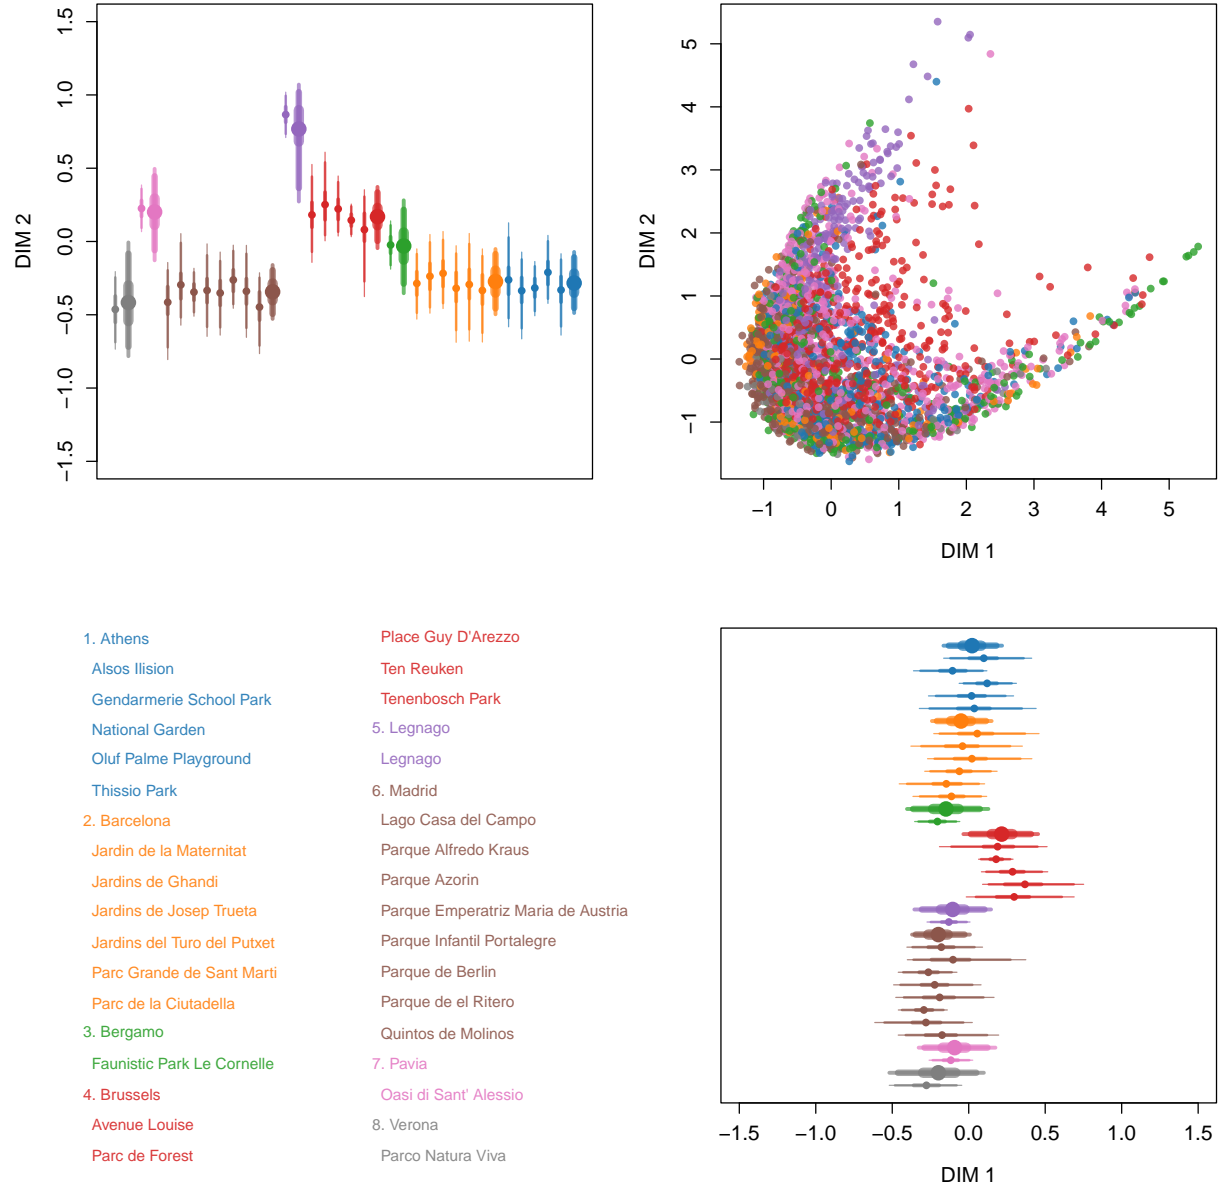 1.5
1.0
0.5
0.0
−0.5
−1.0
−1.5
DIM 2
5
4
3
2
1
0
−1
DIM 2
−1 0 1 2 3 4 5
DIM 1
1. Athens
Alsos Ilision
Gendarmerie School Park
National Garden
Oluf Palme Playground
Thissio Park
2. Barcelona
Jardin de la Maternitat
Jardins de Ghandi
Jardins de Josep Trueta
Jardins del Turo del Putxet
Parc Grande de Sant Marti
Parc de la Ciutadella
3. Bergamo
Faunistic Park Le Cornelle
4. Brussels
Avenue Louise
Parc de Forest
Place Guy D'Arezzo
Ten Reuken
Tenenbosch Park
5. Legnago
Legnago
6. Madrid
Lago Casa del Campo
Parque Alfredo Kraus
Parque Azorin
Parque Emperatriz Maria de Austria
Parque Infantil Portalegre
Parque de Berlin
Parque de el Ritero
Quintos de Molinos
7. Pavia
Oasi di Sant' Alessio
8. Verona
Parco Natura Viva
−1.5 −1.0 −0.5 0.0 0.5 1.0 1.5
DIM 1